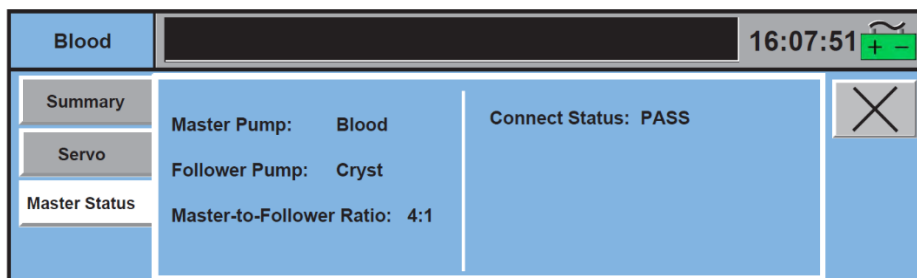 Blood
16:07:51
+ -
Summary
Servo
Master Status
Master Pump: Blood
Follower Pump: Cryst
Master-to-Follower Ratio: 4:1
Connect Status: PASS